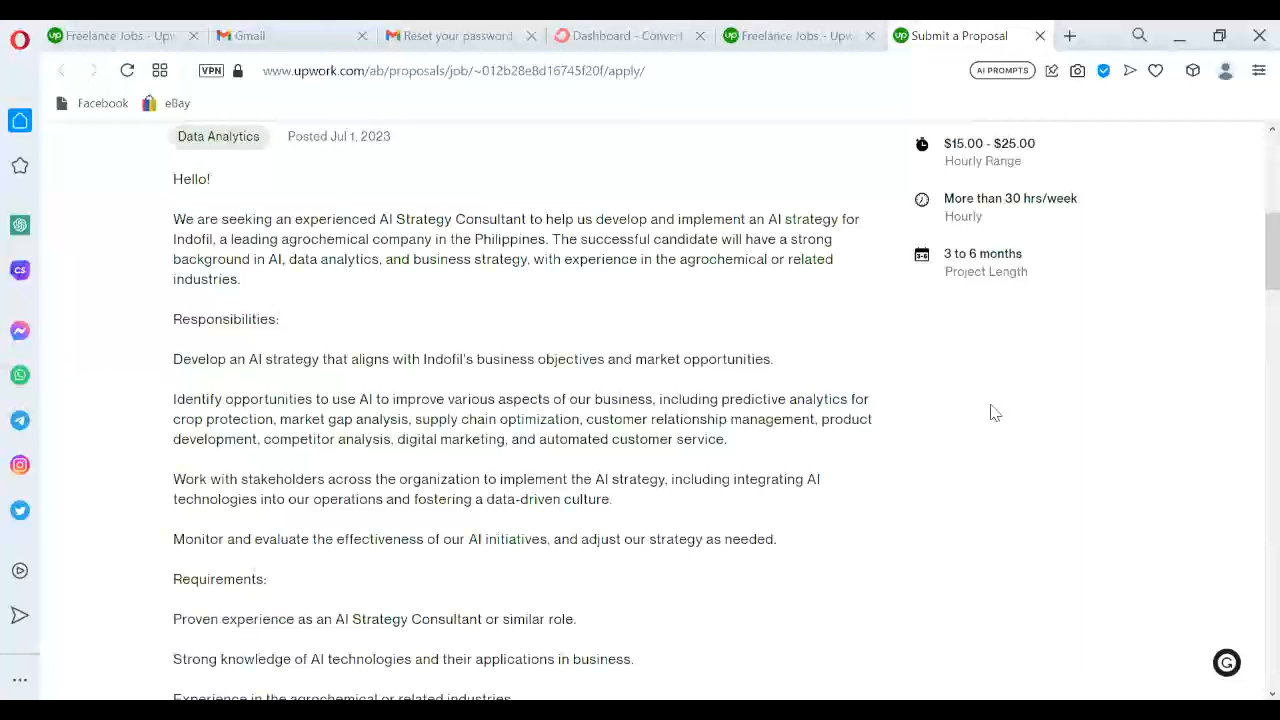 Freelance Jobs - Upw
Gmail
Reset your password
Dashboard - Convert
Freelance Jobs - Upw
Submit a Proposal
VPN
www.upwork.com/ab/proposals/job/~012b28e8d16745f20f/apply/
AI PROMPTS
Facebook
eBay
Data Analytics
Posted Jul 1, 2023
$15.00 - $25.00
Hourly Range
Hello!
We are seeking an experienced AI Strategy Consultant to help us develop and implement an AI strategy for
Indofil, a leading agrochemical company in the Philippines. The successful candidate will have a strong
background in AI, data analytics, and business strategy, with experience in the agrochemical or related
industries.
More than 30 hrs/week
Hourly
3 to 6 months
Project Length
Responsibilities:
Develop an AI strategy that aligns with Indofil's business objectives and market opportunities.
Identify opportunities to use AI to improve various aspects of our business, including predictive analytics for
crop protection, market gap analysis, supply chain optimization, customer relationship management, product
development, competitor analysis, digital marketing, and automated customer service.
Work with stakeholders across the organization to implement the AI strategy, including integrating AI
technologies into our operations and fostering a data-driven culture.
Monitor and evaluate the effectiveness of our AI initiatives, and adjust our strategy as needed.
Requirements:
Proven experience as an AI Strategy Consultant or similar role.
Strong knowledge of AI technologies and their applications in business.
Experience in the agrochemical or related industries.